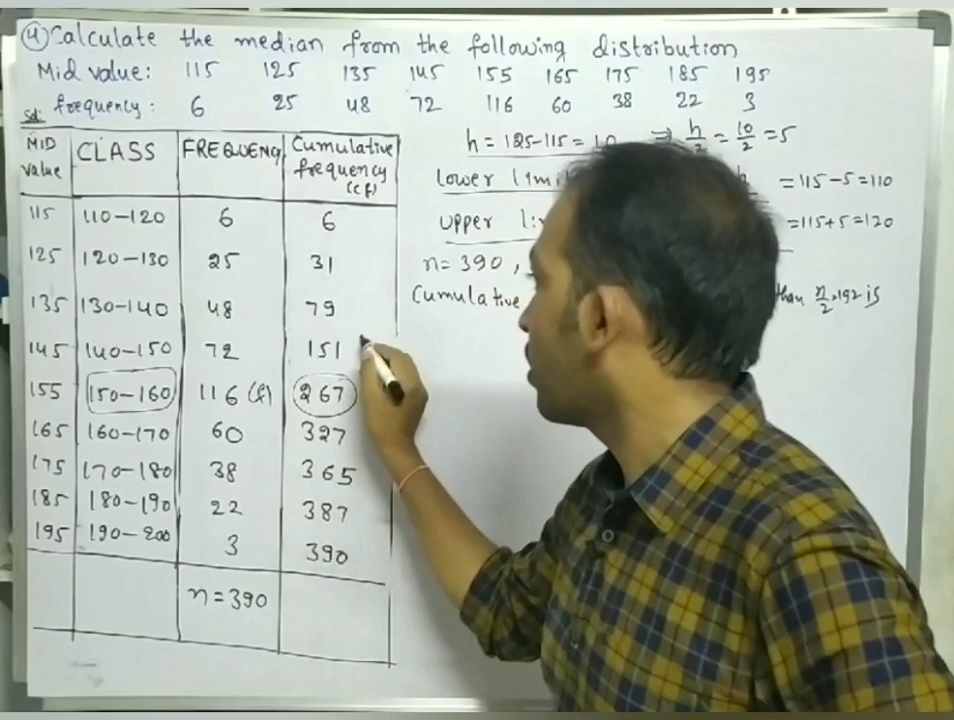 ④ Calculate the median from the following distribution
Mid value: 115 125 135 145 155 165 175 185 195
frequency: 6 25 48 72 116 60 38 22 3
Sol:
MID value CLASS FREQUENCY Cumulative frequency (cf)
115 110-120 6 6
125 120-130 25 31
135 130-140 48 79
145 140-150 72 151
155 150-160 116 (f) 267
165 160-170 60 327
175 170-180 38 365
185 180-190 22 387
195 190-200 3 390
n=390
h = 125-115 = 10 ⇒ h/2 = 10/2 = 5
Lower limi = 115-5=110
upper li =115+5=120
n=390,
Cumulative than n/2=192 is